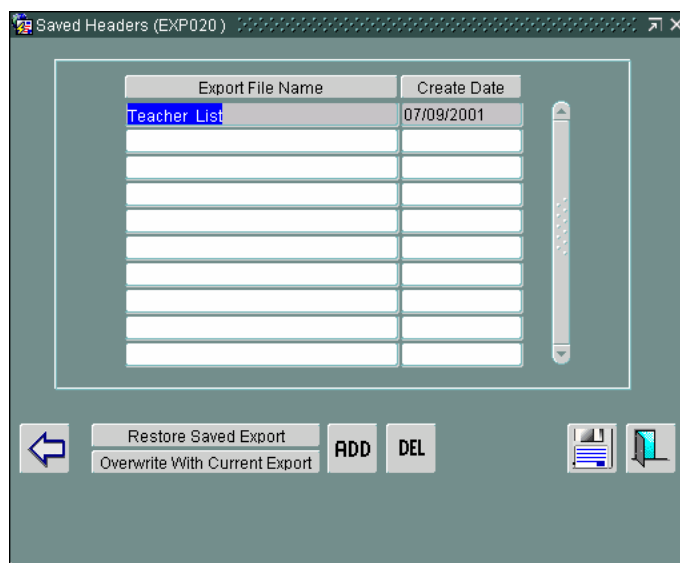 Saved Headers (EXP020)
Export File Name Create Date
Teacher List 07/09/2001
Restore Saved Export
Overwrite With Current Export
ADD DEL